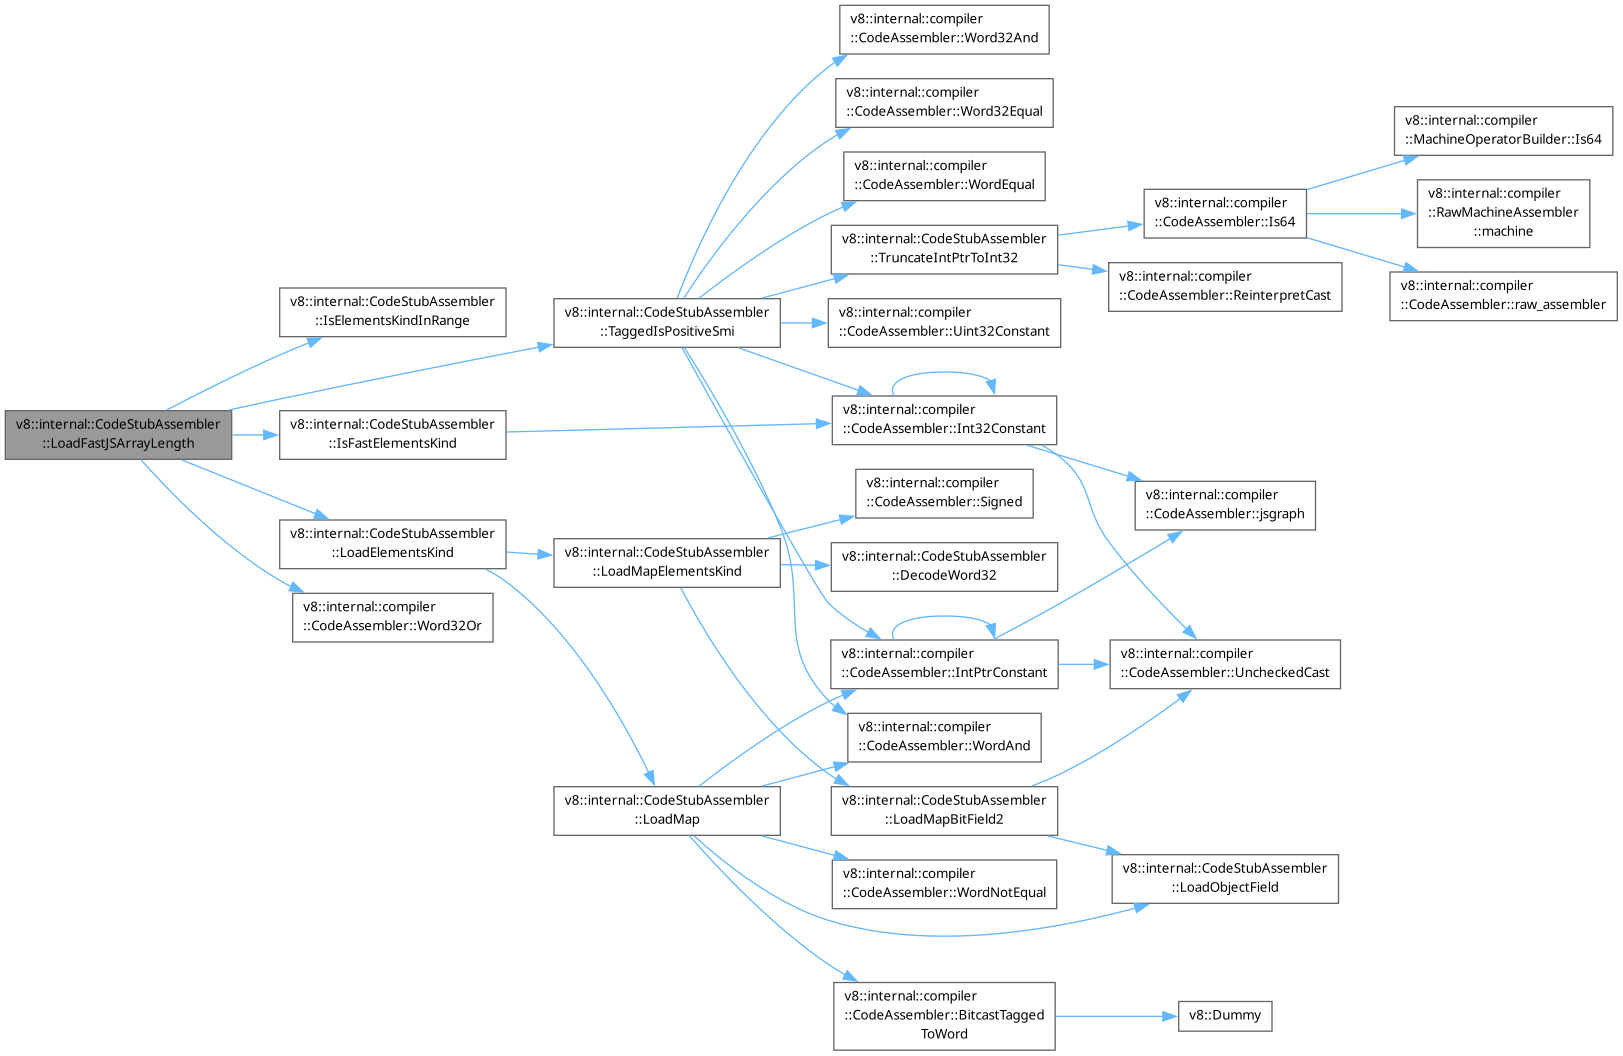 v8::internal::CodeStubAssembler
::LoadFastJSArrayLength
v8::internal::CodeStubAssembler
::IsElementsKindInRange
v8::internal::CodeStubAssembler
::IsFastElementsKind
v8::internal::CodeStubAssembler
::LoadElementsKind
v8::internal::compiler
::CodeAssembler::Word32Or
v8::internal::CodeStubAssembler
::TaggedIsPositiveSmi
v8::internal::CodeStubAssembler
::LoadMapElementsKind
v8::internal::CodeStubAssembler
::LoadMap
v8::internal::compiler
::CodeAssembler::Word32And
v8::internal::compiler
::CodeAssembler::Word32Equal
v8::internal::compiler
::CodeAssembler::WordEqual
v8::internal::CodeStubAssembler
::TruncateIntPtrToInt32
v8::internal::compiler
::CodeAssembler::Uint32Constant
v8::internal::compiler
::CodeAssembler::Int32Constant
v8::internal::compiler
::CodeAssembler::Signed
v8::internal::CodeStubAssembler
::DecodeWord32
v8::internal::compiler
::CodeAssembler::IntPtrConstant
v8::internal::compiler
::CodeAssembler::WordAnd
v8::internal::CodeStubAssembler
::LoadMapBitField2
v8::internal::compiler
::CodeAssembler::WordNotEqual
v8::internal::compiler
::CodeAssembler::BitcastTagged
ToWord
v8::internal::compiler
::CodeAssembler::Is64
v8::internal::compiler
::CodeAssembler::ReinterpretCast
v8::internal::compiler
::CodeAssembler::jsgraph
v8::internal::compiler
::CodeAssembler::UncheckedCast
v8::internal::CodeStubAssembler
::LoadObjectField
v8::Dummy
v8::internal::compiler
::MachineOperatorBuilder::Is64
v8::internal::compiler
::RawMachineAssembler
::machine
v8::internal::compiler
::CodeAssembler::raw_assembler